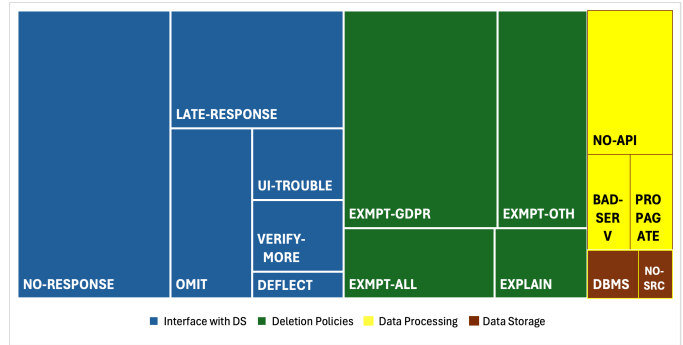 NO-RESPONSE
LATE-RESPONSE
OMIT
UI-TROUBLE
VERIFY-
MORE
DEFLECT
EXMPT-GDPR
EXMPT-OTH
EXMPT-ALL
EXPLAIN
NO-API
BAD-
SER
V
PRO
PAG
ATE
DBMS
NO-
SRC
Interface with DS
Deletion Policies
Data Processing
Data Storage